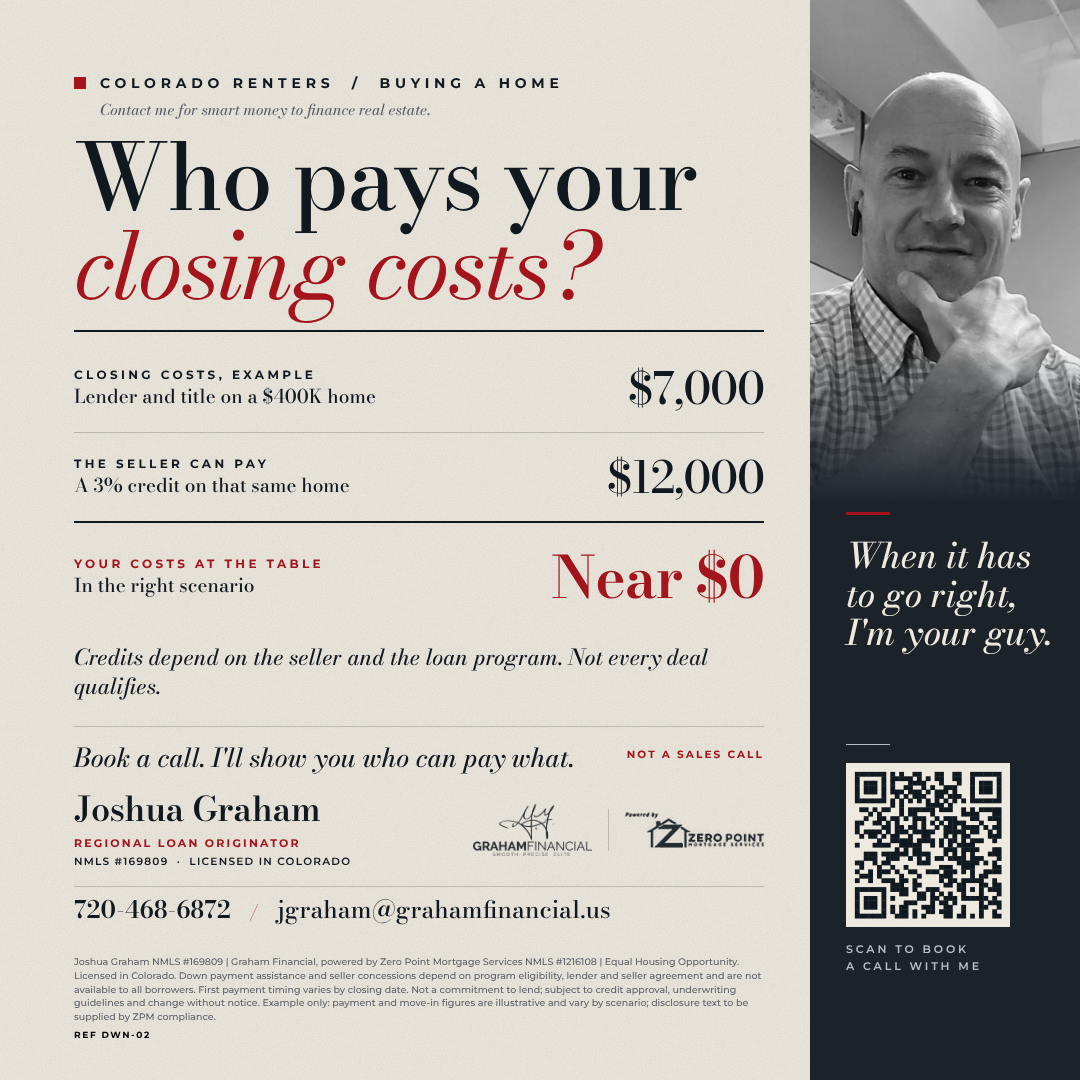 COLORADO RENTERS / BUYING A HOME
Contact me for smart money to finance real estate.
Who pays your
closing costs?
CLOSING COSTS, EXAMPLE
Lender and title on a $400K home
$7,000
THE SELLER CAN PAY
A 3% credit on that same home
$12,000
YOUR COSTS AT THE TABLE
In the right scenario
Near $0
Credits depend on the seller and the loan program. Not every deal
qualifies.
Book a call. I'll show you who can pay what.
NOT A SALES CALL
Joshua Graham
REGIONAL LOAN ORIGINATOR
NMLS #169809 · LICENSED IN COLORADO
GRAHAMFINANCIAL
SMOOTH. PRECISE. ELITE.
Powered by
ZERO POINT
MORTGAGE SERVICES
720-468-6872 / jgraham@grahamfinancial.us
Joshua Graham NMLS #169809 | Graham Financial, powered by Zero Point Mortgage Services NMLS #1216108 | Equal Housing Opportunity.
Licensed in Colorado. Down payment assistance and seller concessions depend on program eligibility, lender and seller agreement and are not
available to all borrowers. First payment timing varies by closing date. Not a commitment to lend; subject to credit approval, underwriting
guidelines and change without notice. Example only: payment and move-in figures are illustrative and vary by scenario; disclosure text to be
supplied by ZPM compliance.
REF DWN-02
When it has
to go right,
I'm your guy.
SCAN TO BOOK
A CALL WITH ME